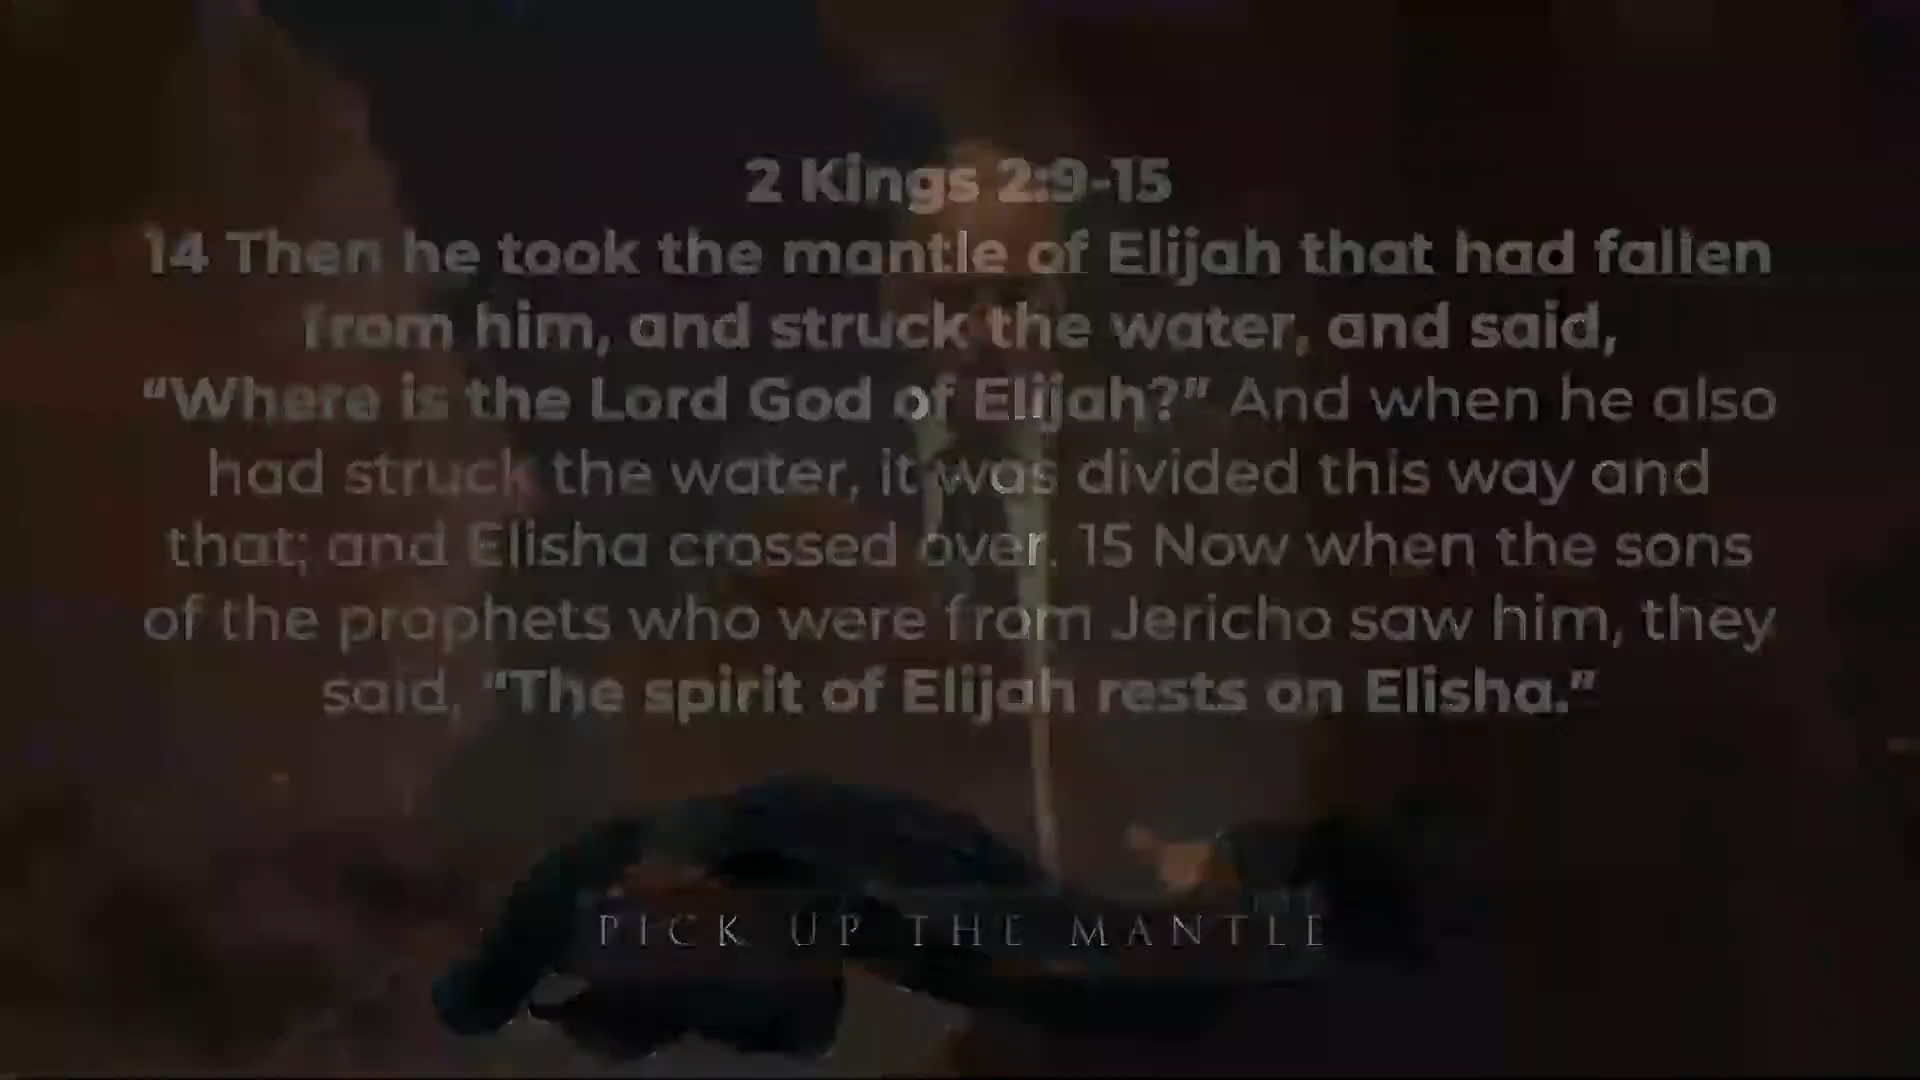 2 Kings 2:9-15
14 Then he took the mantle of Elijah that had fallen
from him, and struck the water, and said,
“Where is the Lord God of Elijah?” And when he also
had struck the water, it was divided this way and
that; and Elisha crossed over. 15 Now when the sons
of the prophets who were from Jericho saw him, they
said, “The spirit of Elijah rests on Elisha.”
PICK UP THE MANTLE